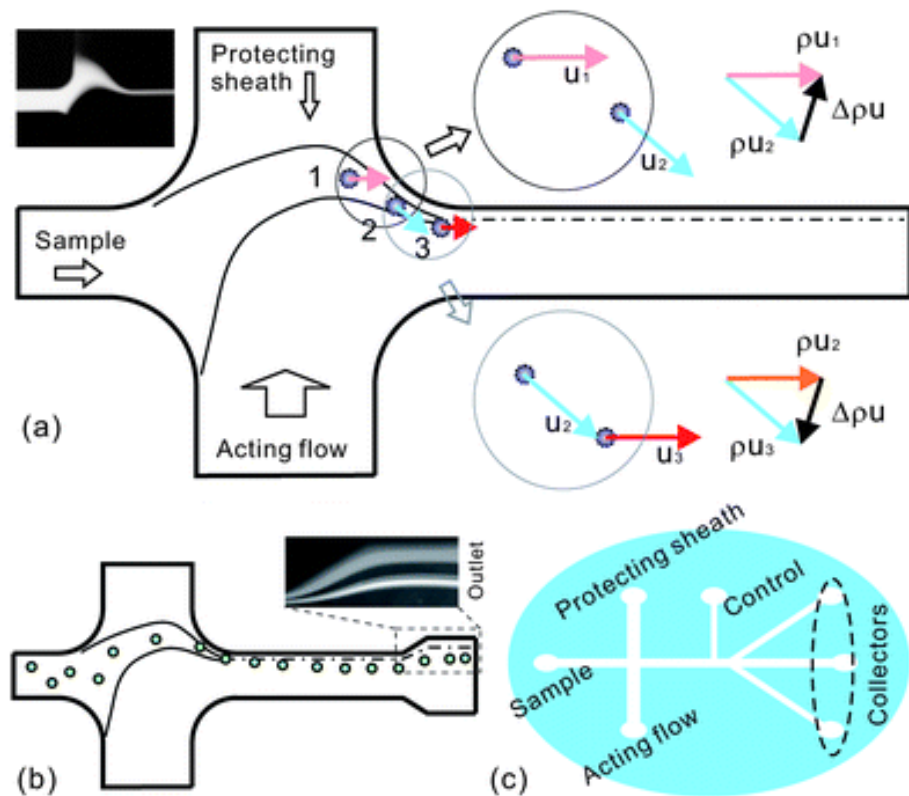 Protecting
sheath
u1
u2
ρu1
Δρu
ρu2
1
2
3
Sample
ρu2
Δρu
ρu3
u2
u3
(a)
Acting flow
Outlet
Protecting sheath
Control
Sample
Collectors
Acting flow
(b)
(c)